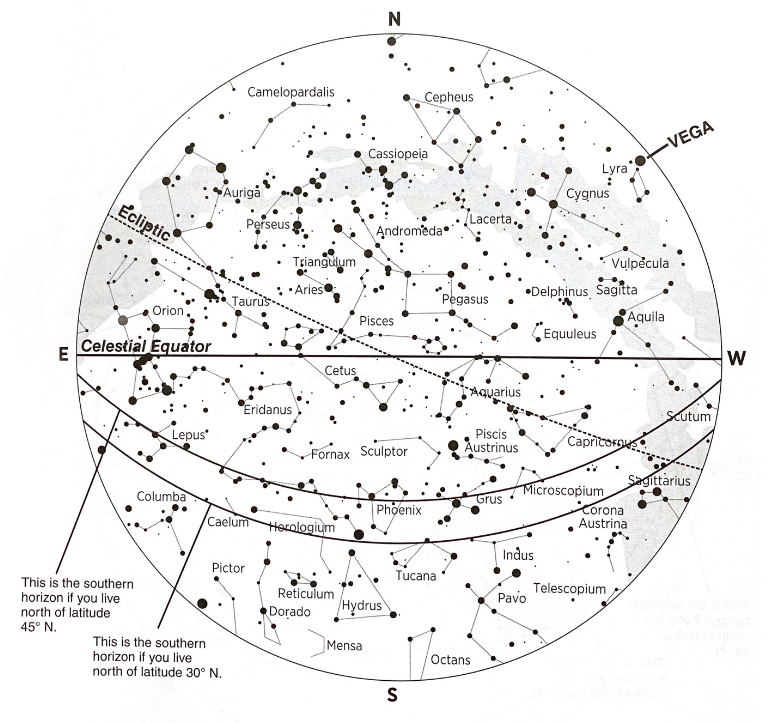 N
Camelopardalis
Cepheus
VEGA
Cassiopeia
Lyra
Auriga
Cygnus
Ecliptic
Perseus
Lacerta
Andromeda
Triangulum
Vulpecula
Aries
Taurus
Pegasus
Delphinus
Sagitta
Orion
Pisces
Aquila
Equuleus
Celestial Equator
E
W
Cetus
Aquarius
Eridanus
Scutum
Lepus
Piscis
Austrinus
Capricornus
Fornax
Sculptor
Sagittarius
Microscopium
Columba
Grus
Phoenix
Corona
Austrina
Caelum
Horologium
Indus
Pictor
Tucana
Reticulum
Telescopium
Pavo
Dorado
Hydrus
Mensa
Octans
S
This is the southern
horizon if you live
north of latitude
45° N.
This is the southern
horizon if you live
north of latitude 30° N.